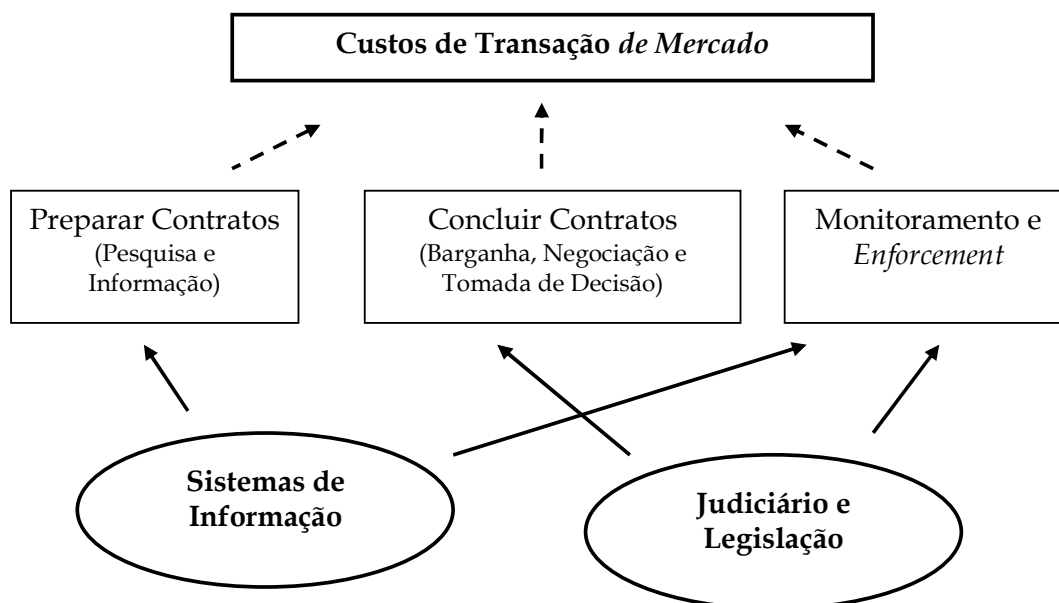 Custos de Transação de Mercado
Preparar Contratos
(Pesquisa e
Informação)
Concluir Contratos
(Barganha, Negociação e
Tomada de Decisão)
Monitoramento e
Enforcement
Sistemas de
Informação
Judiciário e
Legislação